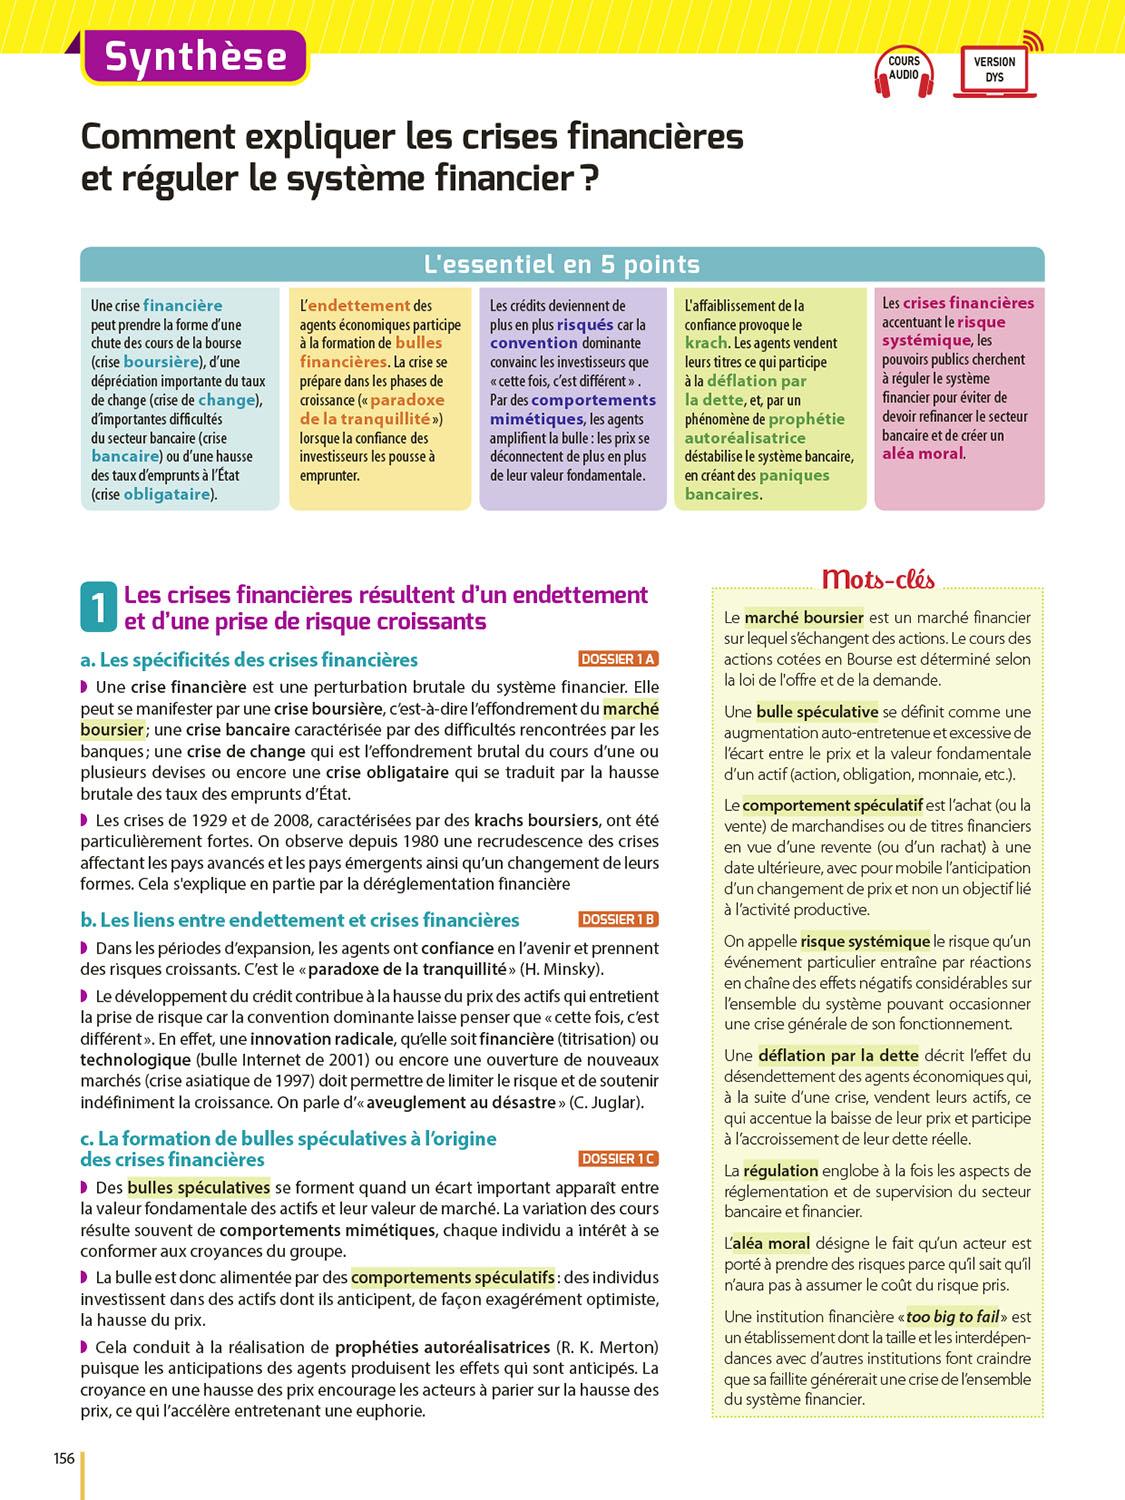 Synthèse
COURS
AUDIO
VERSION
DYS
Comment expliquer les crises financières
et réguler le système financier ?
L'essentiel en 5 points
Une crise financière
peut prendre la forme d'une
chute des cours de la bourse
(crise boursière), d'une
dépréciation importante du taux
de change (crise de change),
d'importantes difficultés
du secteur bancaire (crise
bancaire) ou d'une hausse
des taux d'emprunts à l'État
(crise obligataire).
L'endettement des
agents économiques participe
à la formation de bulles
financières. La crise se
prépare dans les phases de
croissance (« paradoxe
de la tranquillité »)
lorsque la confiance des
investisseurs les pousse à
emprunter.
Les crédits deviennent de
plus en plus risqués car la
convention dominante
convainc les investisseurs que
« cette fois, c'est différent » .
Par des comportements
mimétiques, les agents
amplifient la bulle : les prix se
déconnectent de plus en plus
de leur valeur fondamentale.
L'affaiblissement de la
confiance provoque le
krach. Les agents vendent
leurs titres ce qui participe
à la déflation par
la dette, et, par un
phénomène de prophétie
autoréalisatrice
déstabilise le système bancaire,
en créant des paniques
bancaires.
Les crises financières
accentuant le risque
systémique, les
pouvoirs publics cherchent
à réguler le système
financier pour éviter de
devoir refinancer le secteur
bancaire et de créer un
aléa moral.
1 Les crises financières résultent d'un endettement
et d'une prise de risque croissants
a. Les spécificités des crises financières DOSSIER 1 A
Une crise financière est une perturbation brutale du système financier. Elle
peut se manifester par une crise boursière, c'est-à-dire l'effondrement du marché
boursier ; une crise bancaire caractérisée par des difficultés rencontrées par les
banques ; une crise de change qui est l'effondrement brutal du cours d'une ou
plusieurs devises ou encore une crise obligataire qui se traduit par la hausse
brutale des taux des emprunts d'État.
Les crises de 1929 et de 2008, caractérisées par des krachs boursiers, ont été
particulièrement fortes. On observe depuis 1980 une recrudescence des crises
affectant les pays avancés et les pays émergents ainsi qu'un changement de leurs
formes. Cela s'explique en partie par la déréglementation financière
b. Les liens entre endettement et crises financières DOSSIER 1 B
Dans les périodes d'expansion, les agents ont confiance en l'avenir et prennent
des risques croissants. C'est le « paradoxe de la tranquillité » (H. Minsky).
Le développement du crédit contribue à la hausse du prix des actifs qui entretient
la prise de risque car la convention dominante laisse penser que « cette fois, c'est
différent ». En effet, une innovation radicale, qu'elle soit financière (titrisation) ou
technologique (bulle Internet de 2001) ou encore une ouverture de nouveaux
marchés (crise asiatique de 1997) doit permettre de limiter le risque et de soutenir
indéfiniment la croissance. On parle d'« aveuglement au désastre » (C. Juglar).
c. La formation de bulles spéculatives à l'origine
des crises financières DOSSIER 1 C
Des bulles spéculatives se forment quand un écart important apparaît entre
la valeur fondamentale des actifs et leur valeur de marché. La variation des cours
résulte souvent de comportements mimétiques, chaque individu a intérêt à se
conformer aux croyances du groupe.
La bulle est donc alimentée par des comportements spéculatifs : des individus
investissent dans des actifs dont ils anticipent, de façon exagérément optimiste,
la hausse du prix.
Cela conduit à la réalisation de prophéties autoréalisatrices (R. K. Merton)
puisque les anticipations des agents produisent les effets qui sont anticipés. La
croyance en une hausse des prix encourage les acteurs à parier sur la hausse des
prix, ce qui l'accélère entretenant une euphorie.
Mots-clés
Le marché boursier est un marché financier
sur lequel s'échangent des actions. Le cours des
actions cotées en Bourse est déterminé selon
la loi de l'offre et de la demande.
Une bulle spéculative se définit comme une
augmentation auto-entretenue et excessive de
l'écart entre le prix et la valeur fondamentale
d'un actif (action, obligation, monnaie, etc.).
Le comportement spéculatif est l'achat (ou la
vente) de marchandises ou de titres financiers
en vue d'une revente (ou d'un rachat) à une
date ultérieure, avec pour mobile l'anticipation
d'un changement de prix et non un objectif lié
à l'activité productive.
On appelle risque systémique le risque qu'un
événement particulier entraîne par réactions
en chaîne des effets négatifs considérables sur
l'ensemble du système pouvant occasionner
une crise générale de son fonctionnement.
Une déflation par la dette décrit l'effet du
désendettement des agents économiques qui,
à la suite d'une crise, vendent leurs actifs, ce
qui accentue la baisse de leur prix et participe
à l'accroissement de leur dette réelle.
La régulation englobe à la fois les aspects de
réglementation et de supervision du secteur
bancaire et financier.
L'aléa moral désigne le fait qu'un acteur est
porté à prendre des risques parce qu'il sait qu'il
n'aura pas à assumer le coût du risque pris.
Une institution financière « too big to fail » est
un établissement dont la taille et les interdépen-
dances avec d'autres institutions font craindre
que sa faillite générerait une crise de l'ensemble
du système financier.
156